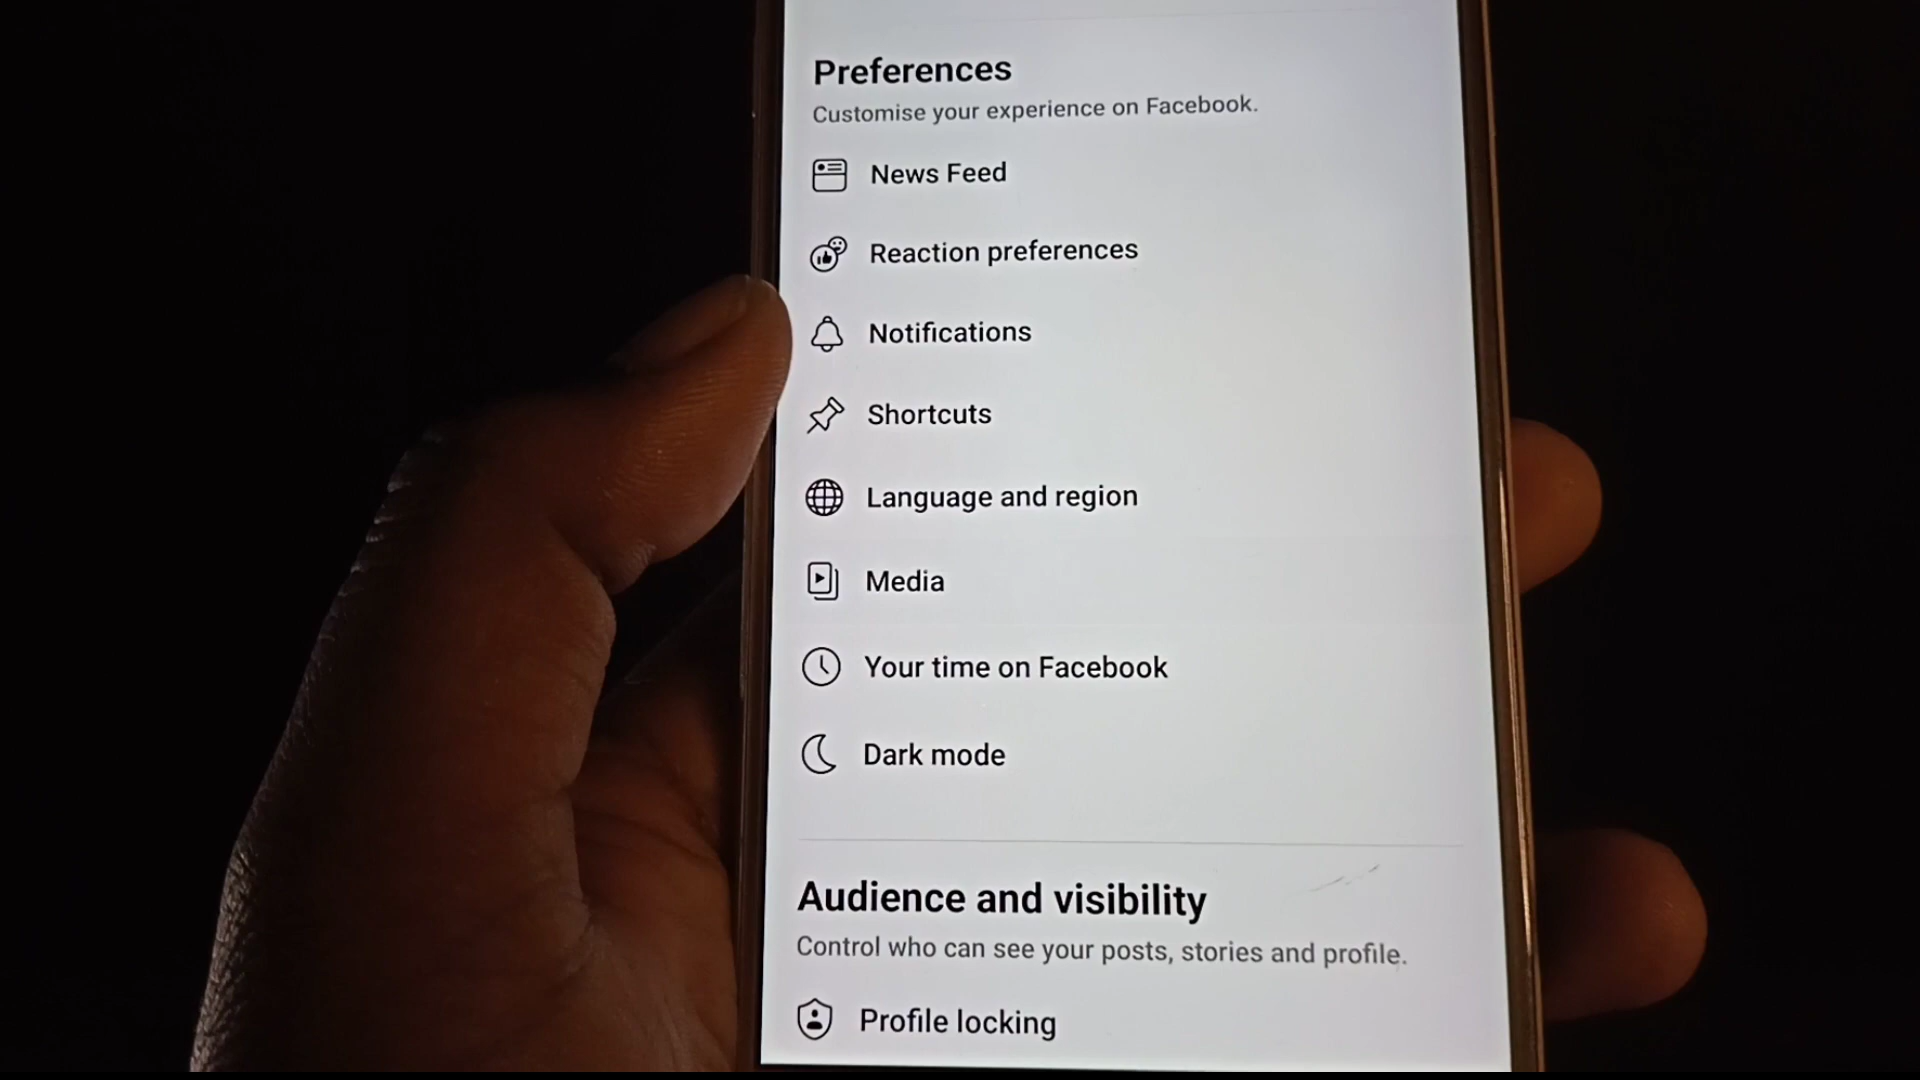 Preferences
Customise your experience on Facebook.
News Feed
Reaction preferences
Notifications
Shortcuts
Language and region
Media
Your time on Facebook
Dark mode
Audience and visibility
Control who can see your posts, stories and profile.
Profile locking